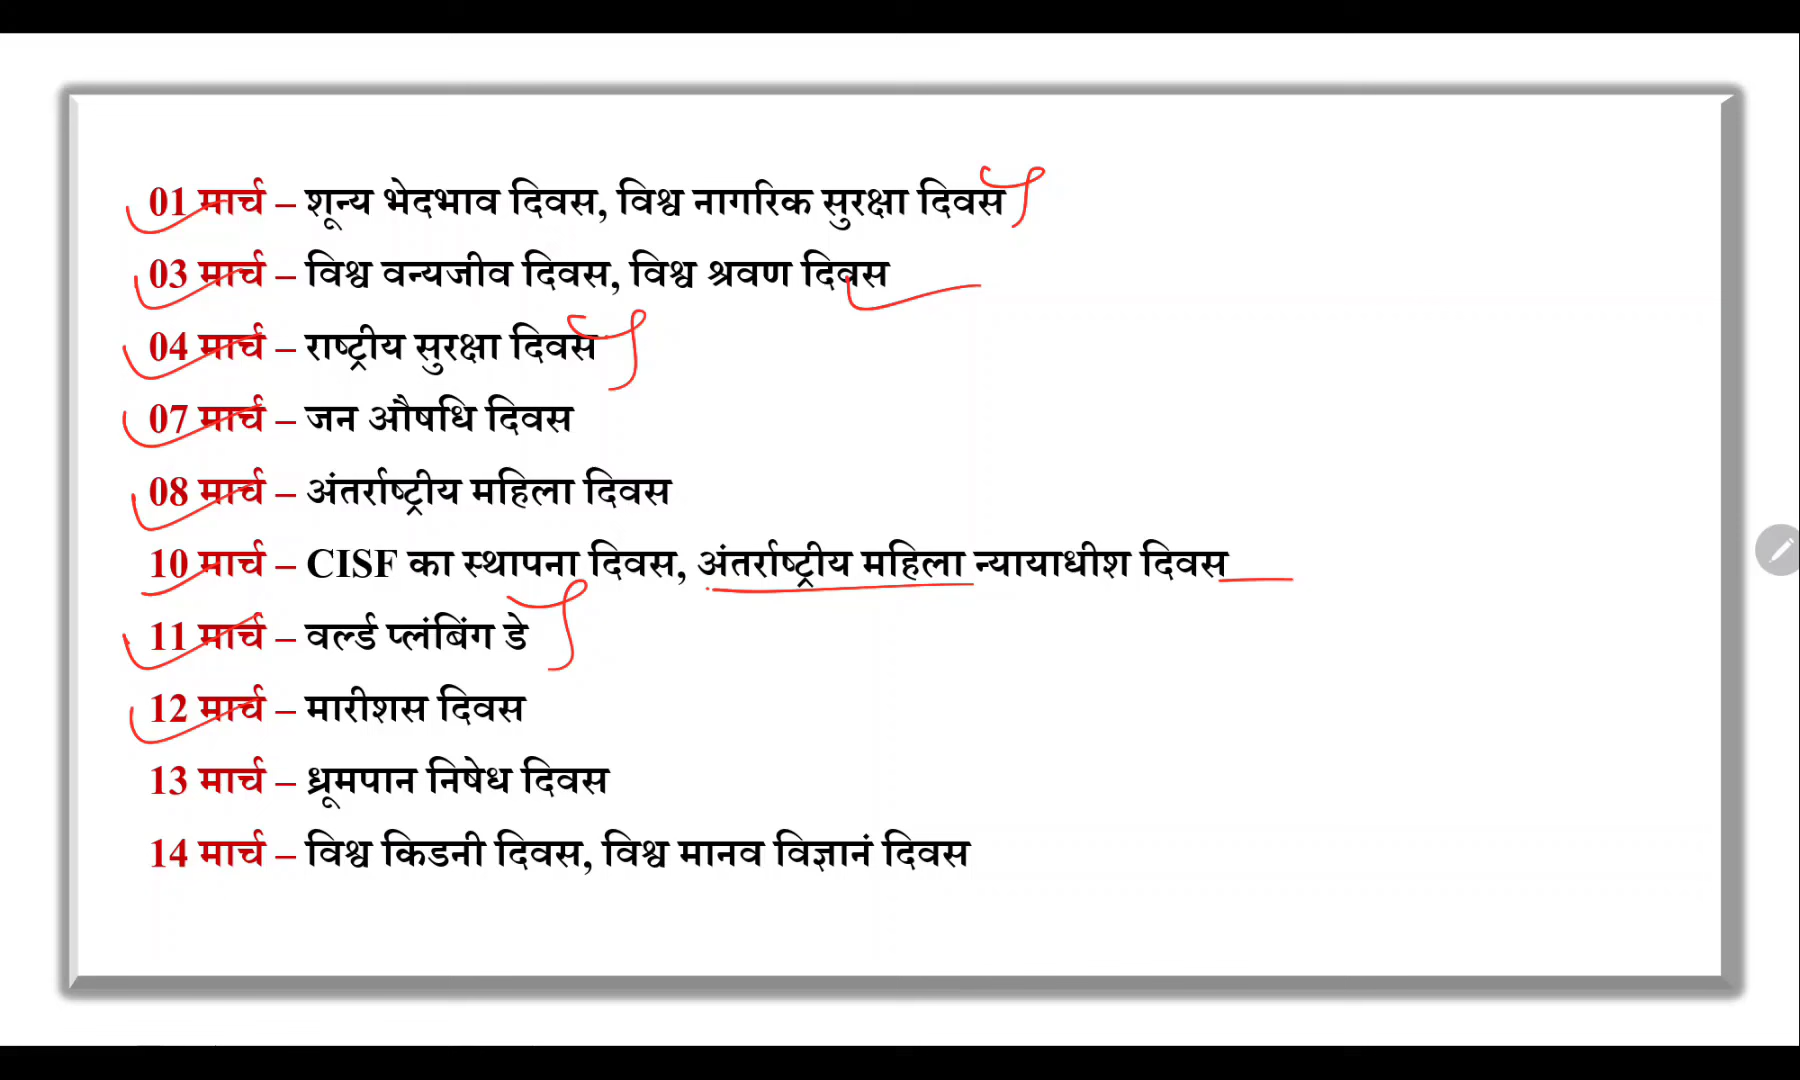 01 मार्च – शून्य भेदभाव दिवस, विश्व नागरिक सुरक्षा दिवस
03 मार्च – विश्व वन्यजीव दिवस, विश्व श्रवण दिवस
04 मार्च – राष्ट्रीय सुरक्षा दिवस
07 मार्च – जन औषधि दिवस
08 मार्च – अंतर्राष्ट्रीय महिला दिवस
10 मार्च – CISF का स्थापना दिवस, अंतर्राष्ट्रीय महिला न्यायाधीश दिवस
11 मार्च – वर्ल्ड प्लंबिंग डे
12 मार्च – मारीशस दिवस
13 मार्च – ध्रूमपान निषेध दिवस
14 मार्च – विश्व किडनी दिवस, विश्व मानव विज्ञानं दिवस